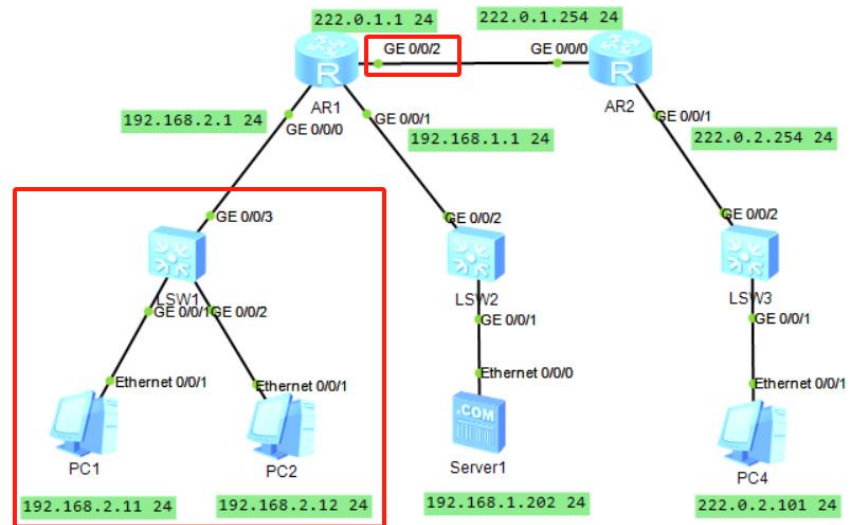 222.0.1.1 24
222.0.1.254 24
GE 0/0/2
GE 0/0/0
R
R
AR1
AR2
192.168.2.1 24
GE 0/0/0
GE 0/0/1
GE 0/0/1
192.168.1.1 24
222.0.2.254 24
GE 0/0/3
GE 0/0/2
GE 0/0/2
LSW1
LSW2
LSW3
GE 0/0/1
GE 0/0/2
GE 0/0/1
GE 0/0/1
Ethernet 0/0/1
Ethernet 0/0/1
Ethernet 0/0/0
Ethernet 0/0/1
.COM
PC1
PC2
Server1
PC4
192.168.2.11 24
192.168.2.12 24
192.168.1.202 24
222.0.2.101 24